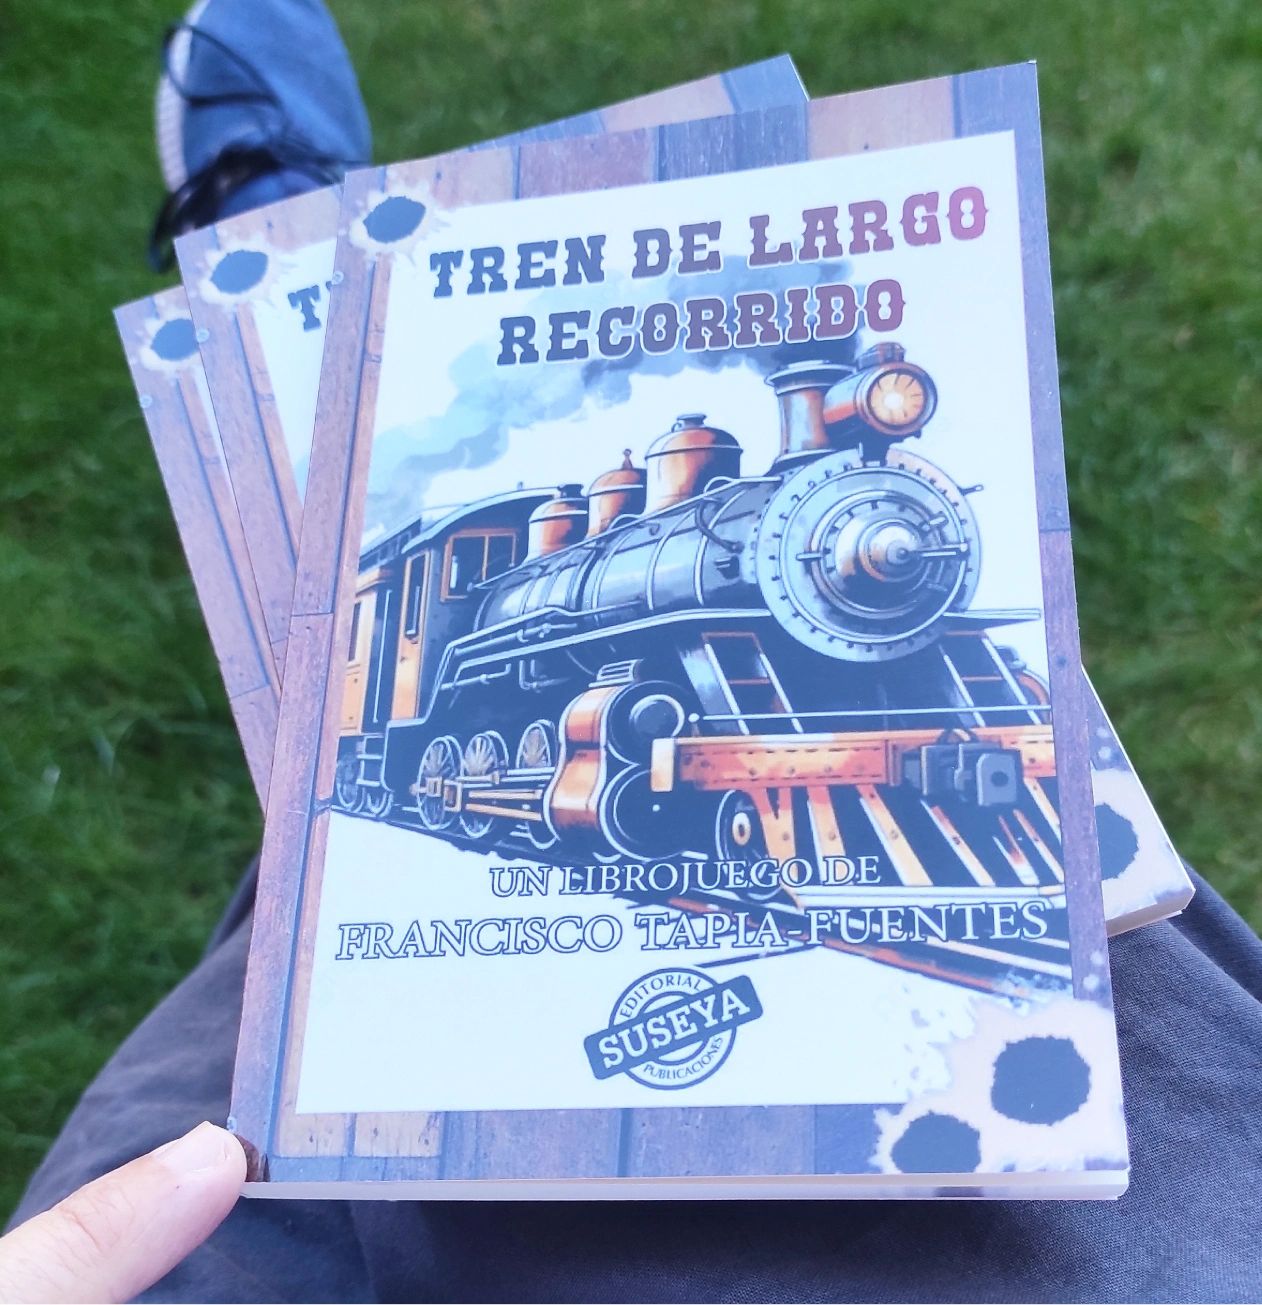 TREN DE LARGO
RECORRIDO
UN LIBROJUEGO DE
FRANCISCO TAPIA-FUENTES
EDITORIAL
SUSEYA
PUBLICACIONES
T